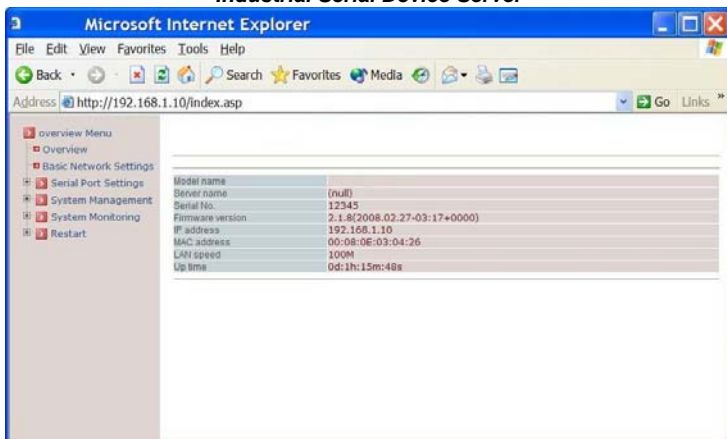 Industrial Serial Device Server
Microsoft Internet Explorer
File Edit View Favorites Tools Help
Back Search Favorites Media
Address http://192.168.1.10/index.asp Go Links »
overview Menu
Overview
Basic Network Settings
Serial Port Settings
System Management
System Monitoring
Restart
Model name
Server name (null)
Serial No. 12345
Firmware version 2.1.8(2008.02.27-03:17+0000)
IP address 192.168.1.10
MAC address 00:08:0E:03:04:26
LAN speed 100M
Up time 0d:1h:15m:48s